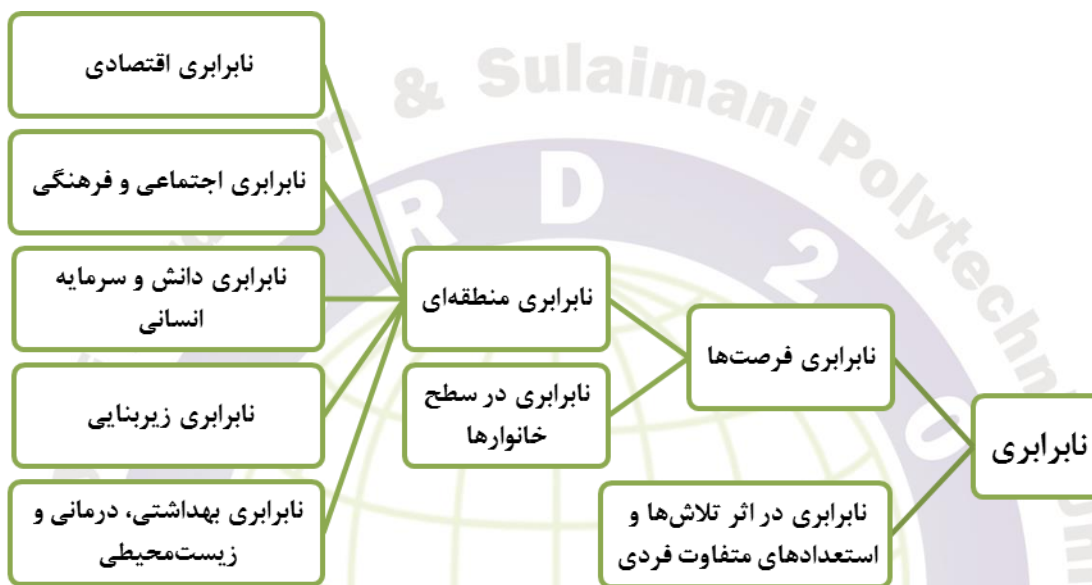 نابرابری
نابرابری فرصت‌ها
نابرابری در اثر تلاش‌ها و
استعدادهای متفاوت فردی
نابرابری منطقه‌ای
نابرابری در سطح
خانوارها
نابرابری اقتصادی
نابرابری اجتماعی و فرهنگی
نابرابری دانش و سرمایه
انسانی
نابرابری زیربنایی
نابرابری بهداشتی، درمانی و
زیست‌محیطی
& Sulaimani Polytechn
R D 2 0